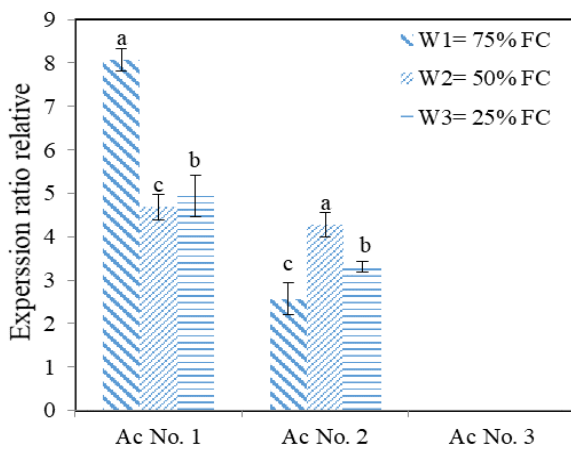 Experssion ratio relative
9
8
7
6
5
4
3
2
1
0
a
c
b
c
a
b
W1= 75% FC
W2= 50% FC
W3= 25% FC
Ac No. 1
Ac No. 2
Ac No. 3